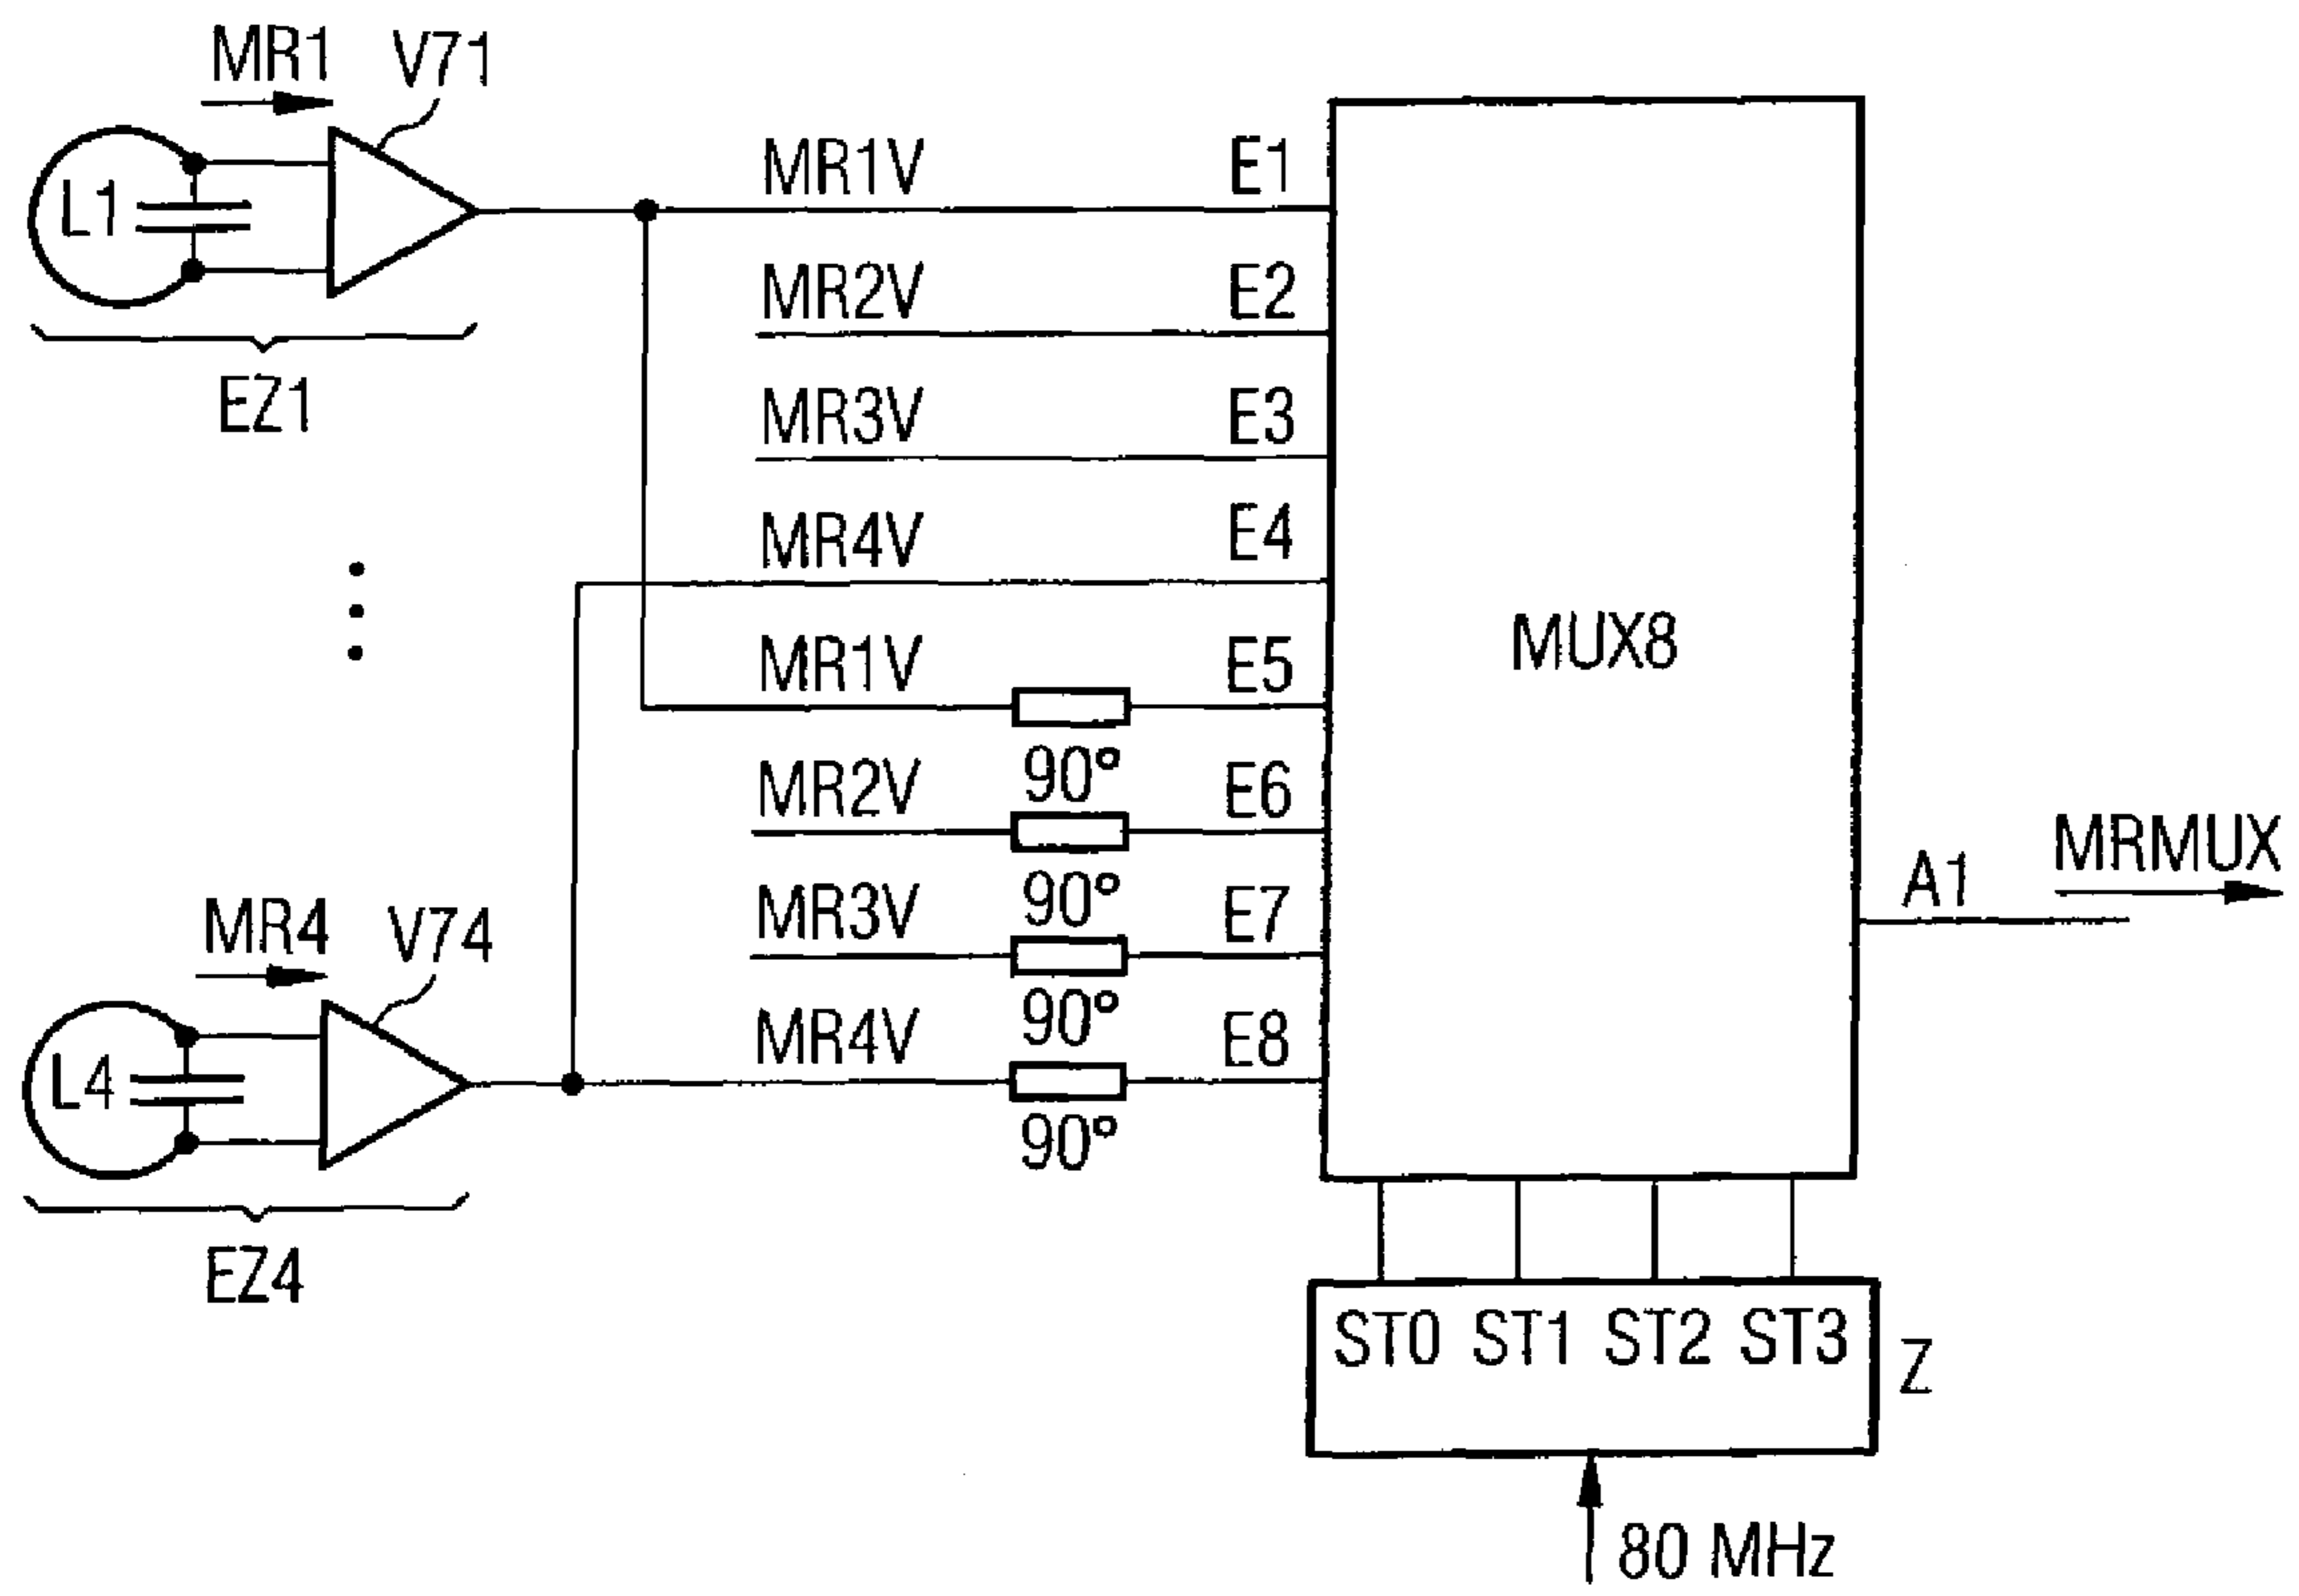 MR1
V71
L1
EZ1
MR1V E1
MR2V E2
MR3V E3
MR4V E4
MR1V E5
90°
MR2V E6
90°
MR3V E7
90°
MR4V E8
90°
MR4
V74
L4
EZ4
MUX8
A1
MRMUX
ST0 ST1 ST2 ST3
Z
80 MHz